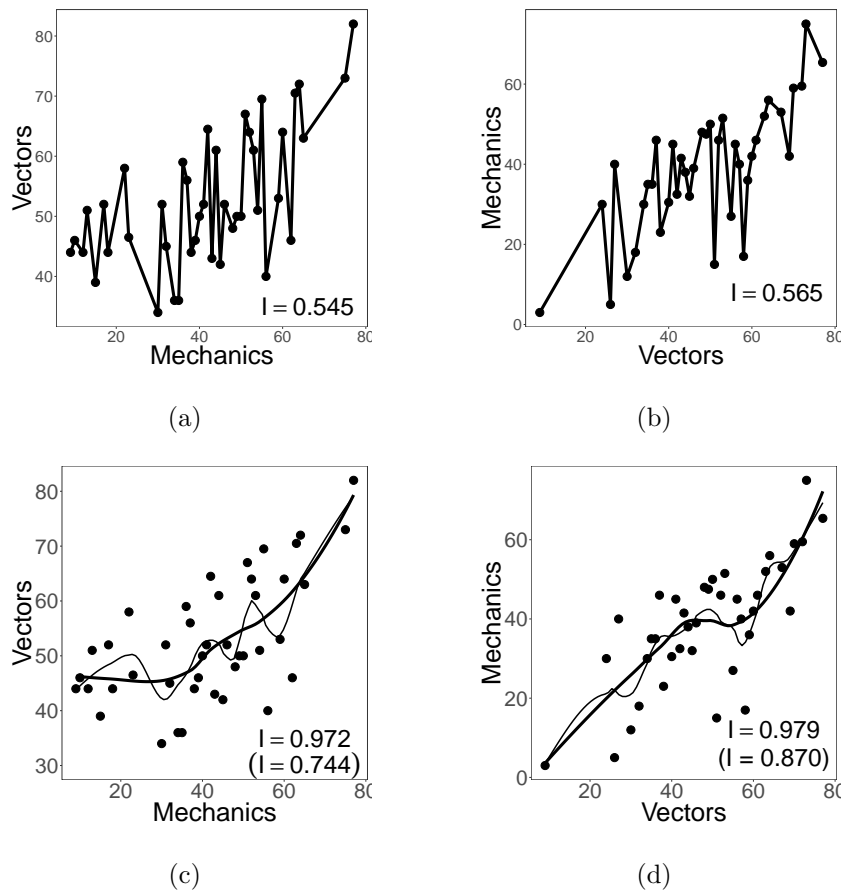 80
70
60
50
40
Vectors
I = 0.545
20
40
60
80
Mechanics
(a)
60
40
20
0
Mechanics
I = 0.565
20
40
60
80
Vectors
(b)
80
70
60
50
40
30
Vectors
I = 0.972
(I = 0.744)
20
40
60
80
Mechanics
(c)
60
40
20
0
Mechanics
I = 0.979
(I = 0.870)
20
40
60
80
Vectors
(d)